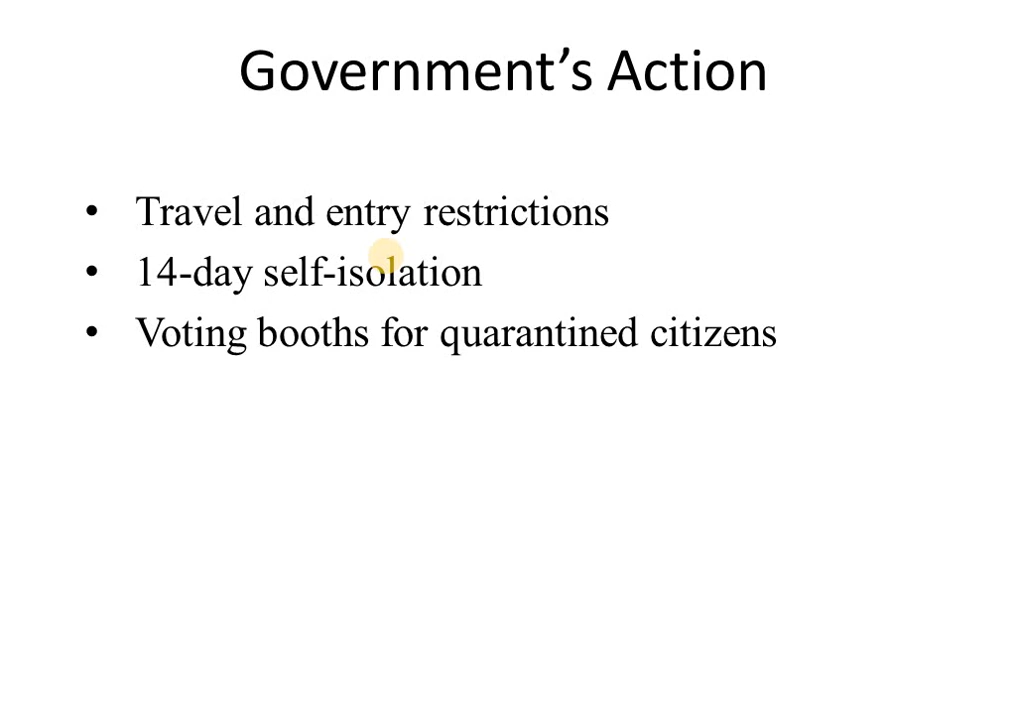 Government’s Action
• Travel and entry restrictions
• 14-day self-isolation
• Voting booths for quarantined citizens